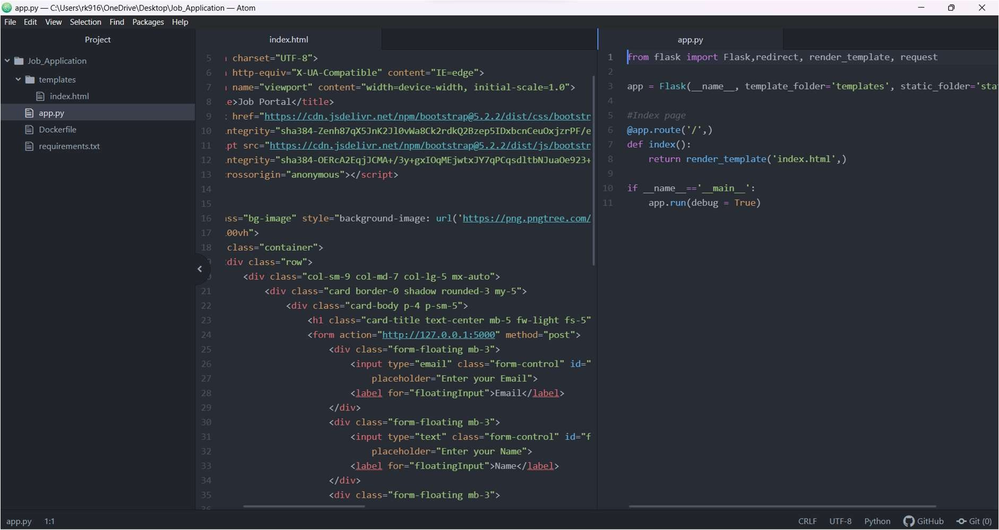 app.py — C:\Users\rk916\OneDrive\Desktop\Job_Application — Atom
File Edit View Selection Find Packages Help
Project
Job_Application
templates
index.html
app.py
Dockerfile
requirements.txt
index.html
5 charset="UTF-8">
6 http-equiv="X-UA-Compatible" content="IE=edge">
7 name="viewport" content="width=device-width, initial-scale=1.0">
8 e>Job Portal</title>
9 href="https://cdn.jsdelivr.net/npm/bootstrap@5.2.2/dist/css/bootstr
10 ntegrity="sha384-Zenh87qX5JnK2Jl0vWa8Ck2rdkQ2Bzep5IDxbcnCeuOxjzrPF/e
11 pt src="https://cdn.jsdelivr.net/npm/bootstrap@5.2.2/dist/js/bootstr
12 ntegrity="sha384-OERcA2EqjJCMA+/3y+gxIOqMEjwtxJY7qPCqsdltbNJuaOe923+
13 rossorigin="anonymous"></script>
14
15
16 ss="bg-image" style="background-image: url('https://png.pngtree.com/
17 00vh">
18 class="container">
div class="row">
<div class="col-sm-9 col-md-7 col-lg-5 mx-auto">
21 <div class="card border-0 shadow rounded-3 my-5">
22 <div class="card-body p-4 p-sm-5">
23 <h1 class="card-title text-center mb-5 fw-light fs-5"
24 <form action="http://127.0.0.1:5000" method="post">
25 <div class="form-floating mb-3">
26 <input type="email" class="form-control" id="
27 placeholder="Enter your Email">
28 <label for="floatingInput">Email</label>
29 </div>
30 <div class="form-floating mb-3">
31 <input type="text" class="form-control" id="f
32 placeholder="Enter your Name">
33 <label for="floatingInput">Name</label>
34 </div>
35 <div class="form-floating mb-3">
app.py
1 from flask import Flask,redirect, render_template, request
2
3 app = Flask(__name__, template_folder='templates', static_folder='sta
4
5 #Index page
6 @app.route('/',)
7 def index():
8 return render_template('index.html',)
9
10 if __name__=='__main__':
11 app.run(debug = True)
app.py 1:1
CRLF UTF-8 Python GitHub Git (0)